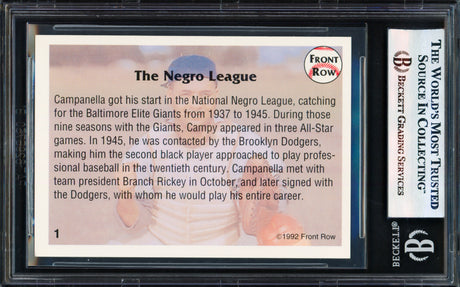 FRONT
ROW
The Negro League
Campanella got his start in the National Negro League, catching
for the Baltimore Elite Giants from 1937 to 1945. During those
nine seasons with the Giants, Campy appeared in three All-Star
games. In 1945, he was contacted by the Brooklyn Dodgers,
making him the second black player approached to play profes-
sional baseball in the twentieth century. Campanella met with
team president Branch Rickey in October, and later signed with
the Dodgers, with whom he would play his entire career.
1
©1992 Front Row
THE WORLD'S MOST TRUSTED
SOURCE IN COLLECTING™
B
BECKETT GRADING SERVICES
BECKETT®
B